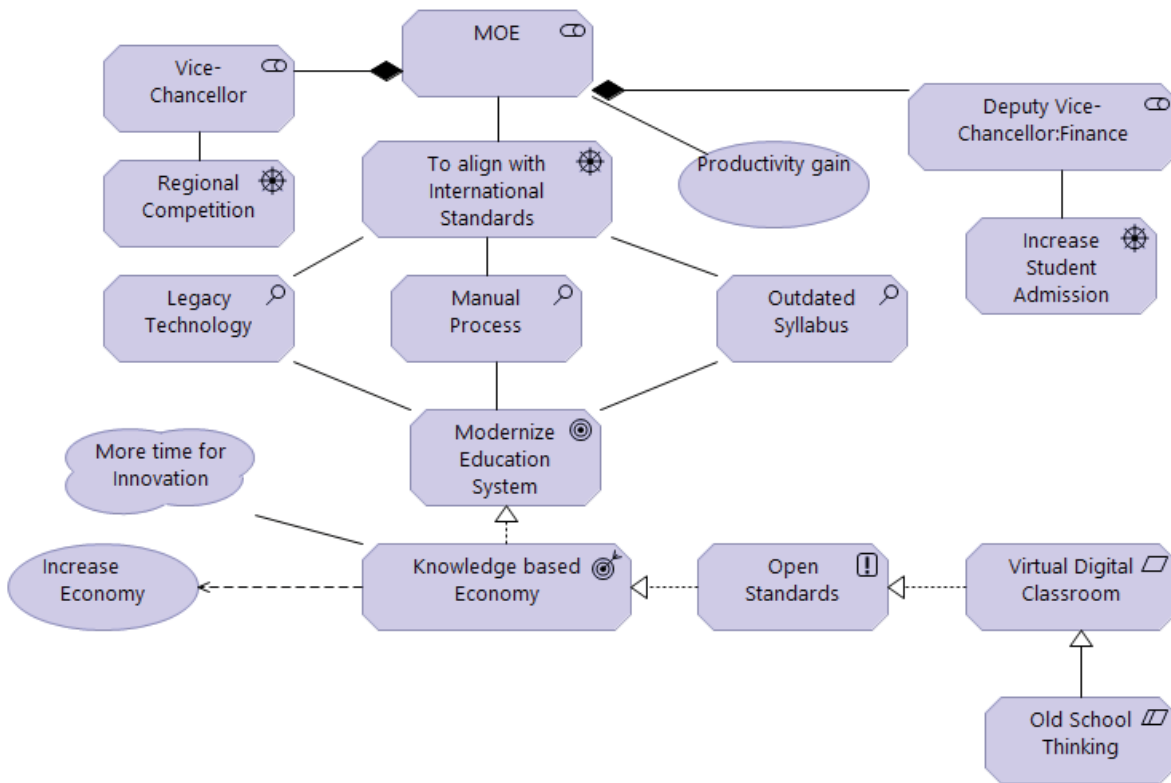 MOE
Vice-
Chancellor
Deputy Vice-
Chancellor:Finance
To align with
International
Standards
Productivity gain
Regional
Competition
Increase
Student
Admission
Legacy
Technology
Manual
Process
Outdated
Syllabus
Modernize
Education
System
More time for
Innovation
Increase
Economy
Knowledge based
Economy
Open
Standards
Virtual Digital
Classroom
Old School
Thinking